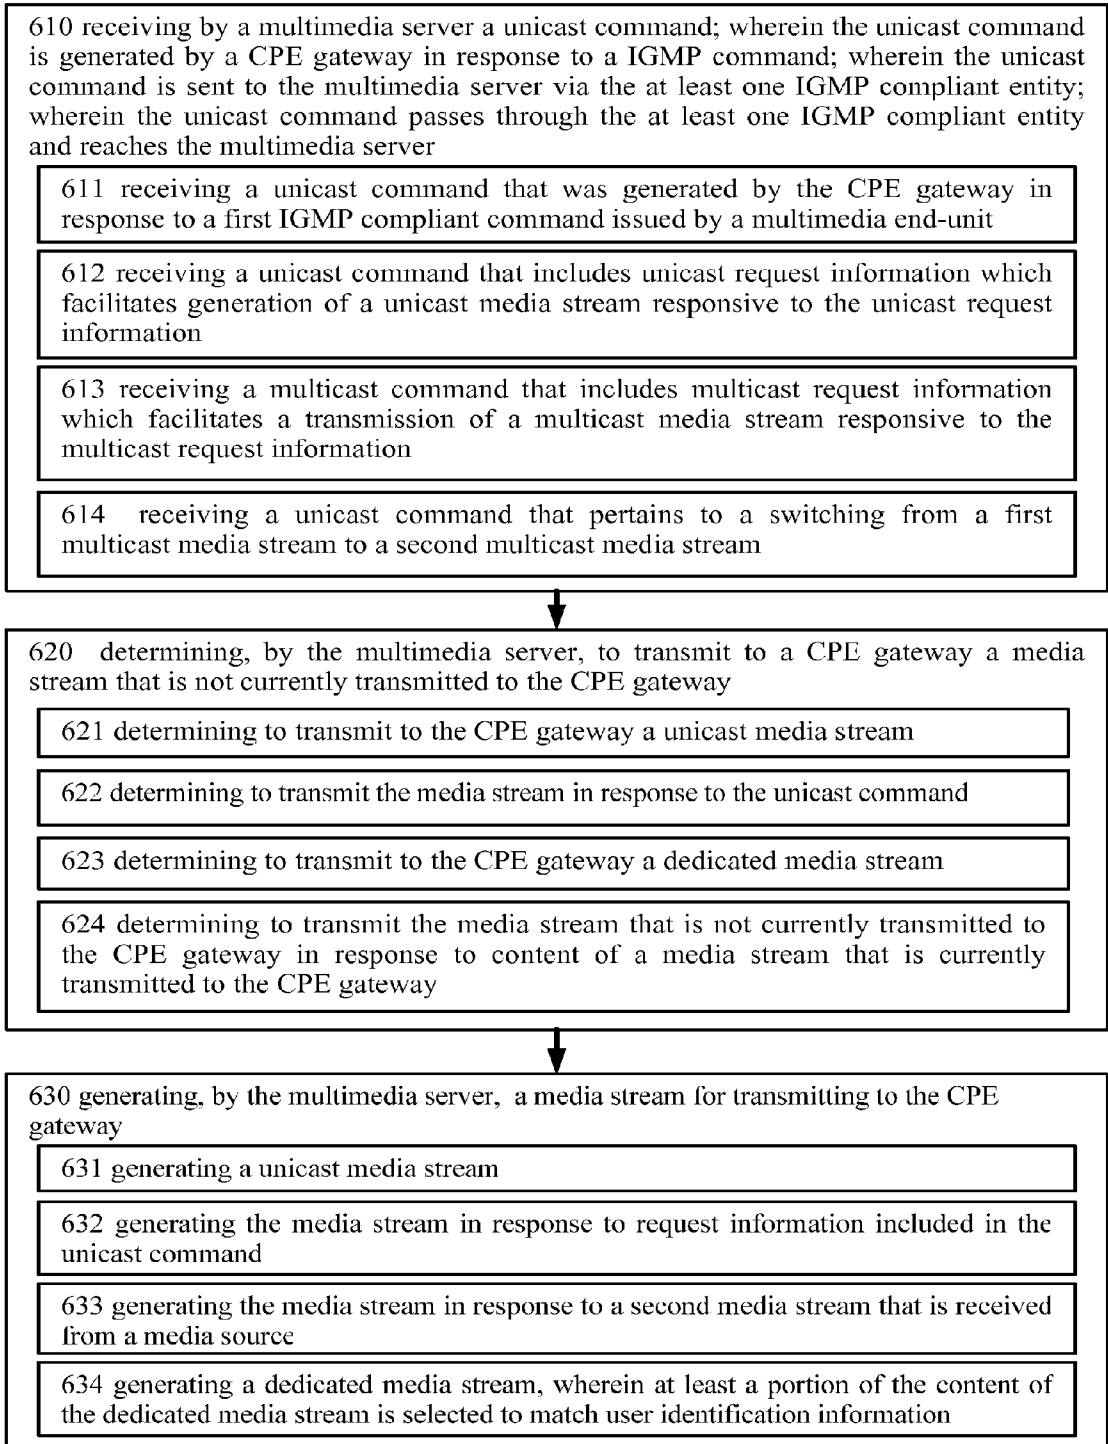 610 receiving by a multimedia server a unicast command; wherein the unicast command
is generated by a CPE gateway in response to a IGMP command; wherein the unicast
command is sent to the multimedia server via the at least one IGMP compliant entity;
wherein the unicast command passes through the at least one IGMP compliant entity
and reaches the multimedia server
611 receiving a unicast command that was generated by the CPE gateway in
response to a first IGMP compliant command issued by a multimedia end-unit
612 receiving a unicast command that includes unicast request information which
facilitates generation of a unicast media stream responsive to the unicast request
information
613 receiving a multicast command that includes multicast request information
which facilitates a transmission of a multicast media stream responsive to the
multicast request information
614 receiving a unicast command that pertains to a switching from a first
multicast media stream to a second multicast media stream
620 determining, by the multimedia server, to transmit to a CPE gateway a media
stream that is not currently transmitted to the CPE gateway
621 determining to transmit to the CPE gateway a unicast media stream
622 determining to transmit the media stream in response to the unicast command
623 determining to transmit to the CPE gateway a dedicated media stream
624 determining to transmit the media stream that is not currently transmitted to
the CPE gateway in response to content of a media stream that is currently
transmitted to the CPE gateway
630 generating, by the multimedia server, a media stream for transmitting to the CPE
gateway
631 generating a unicast media stream
632 generating the media stream in response to request information included in the
unicast command
633 generating the media stream in response to a second media stream that is received
from a media source
634 generating a dedicated media stream, wherein at least a portion of the content of
the dedicated media stream is selected to match user identification information